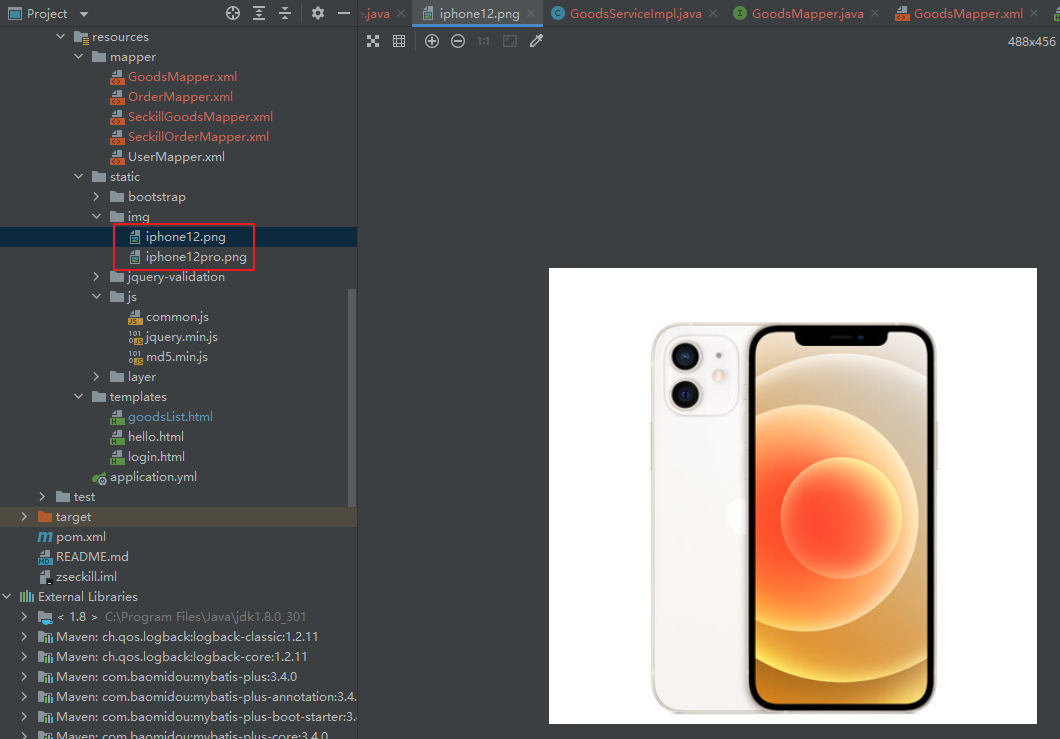 Project
.java
iphone12.png
GoodsServiceImpl.java
GoodsMapper.java
GoodsMapper.xml
1:1
488x456
resources
mapper
GoodsMapper.xml
OrderMapper.xml
SeckillGoodsMapper.xml
SeckillOrderMapper.xml
UserMapper.xml
static
bootstrap
img
iphone12.png
iphone12pro.png
jquery-validation
js
common.js
jquery.min.js
md5.min.js
layer
templates
goodsList.html
hello.html
login.html
application.yml
test
target
pom.xml
README.md
zseckill.iml
External Libraries
< 1.8 > C:\Program Files\Java\jdk1.8.0_301
Maven: ch.qos.logback:logback-classic:1.2.11
Maven: ch.qos.logback:logback-core:1.2.11
Maven: com.baomidou:mybatis-plus:3.4.0
Maven: com.baomidou:mybatis-plus-annotation:3.4.
Maven: com.baomidou:mybatis-plus-boot-starter:3.
Maven: com.baomidou:mybatis-plus-core:3.4.0